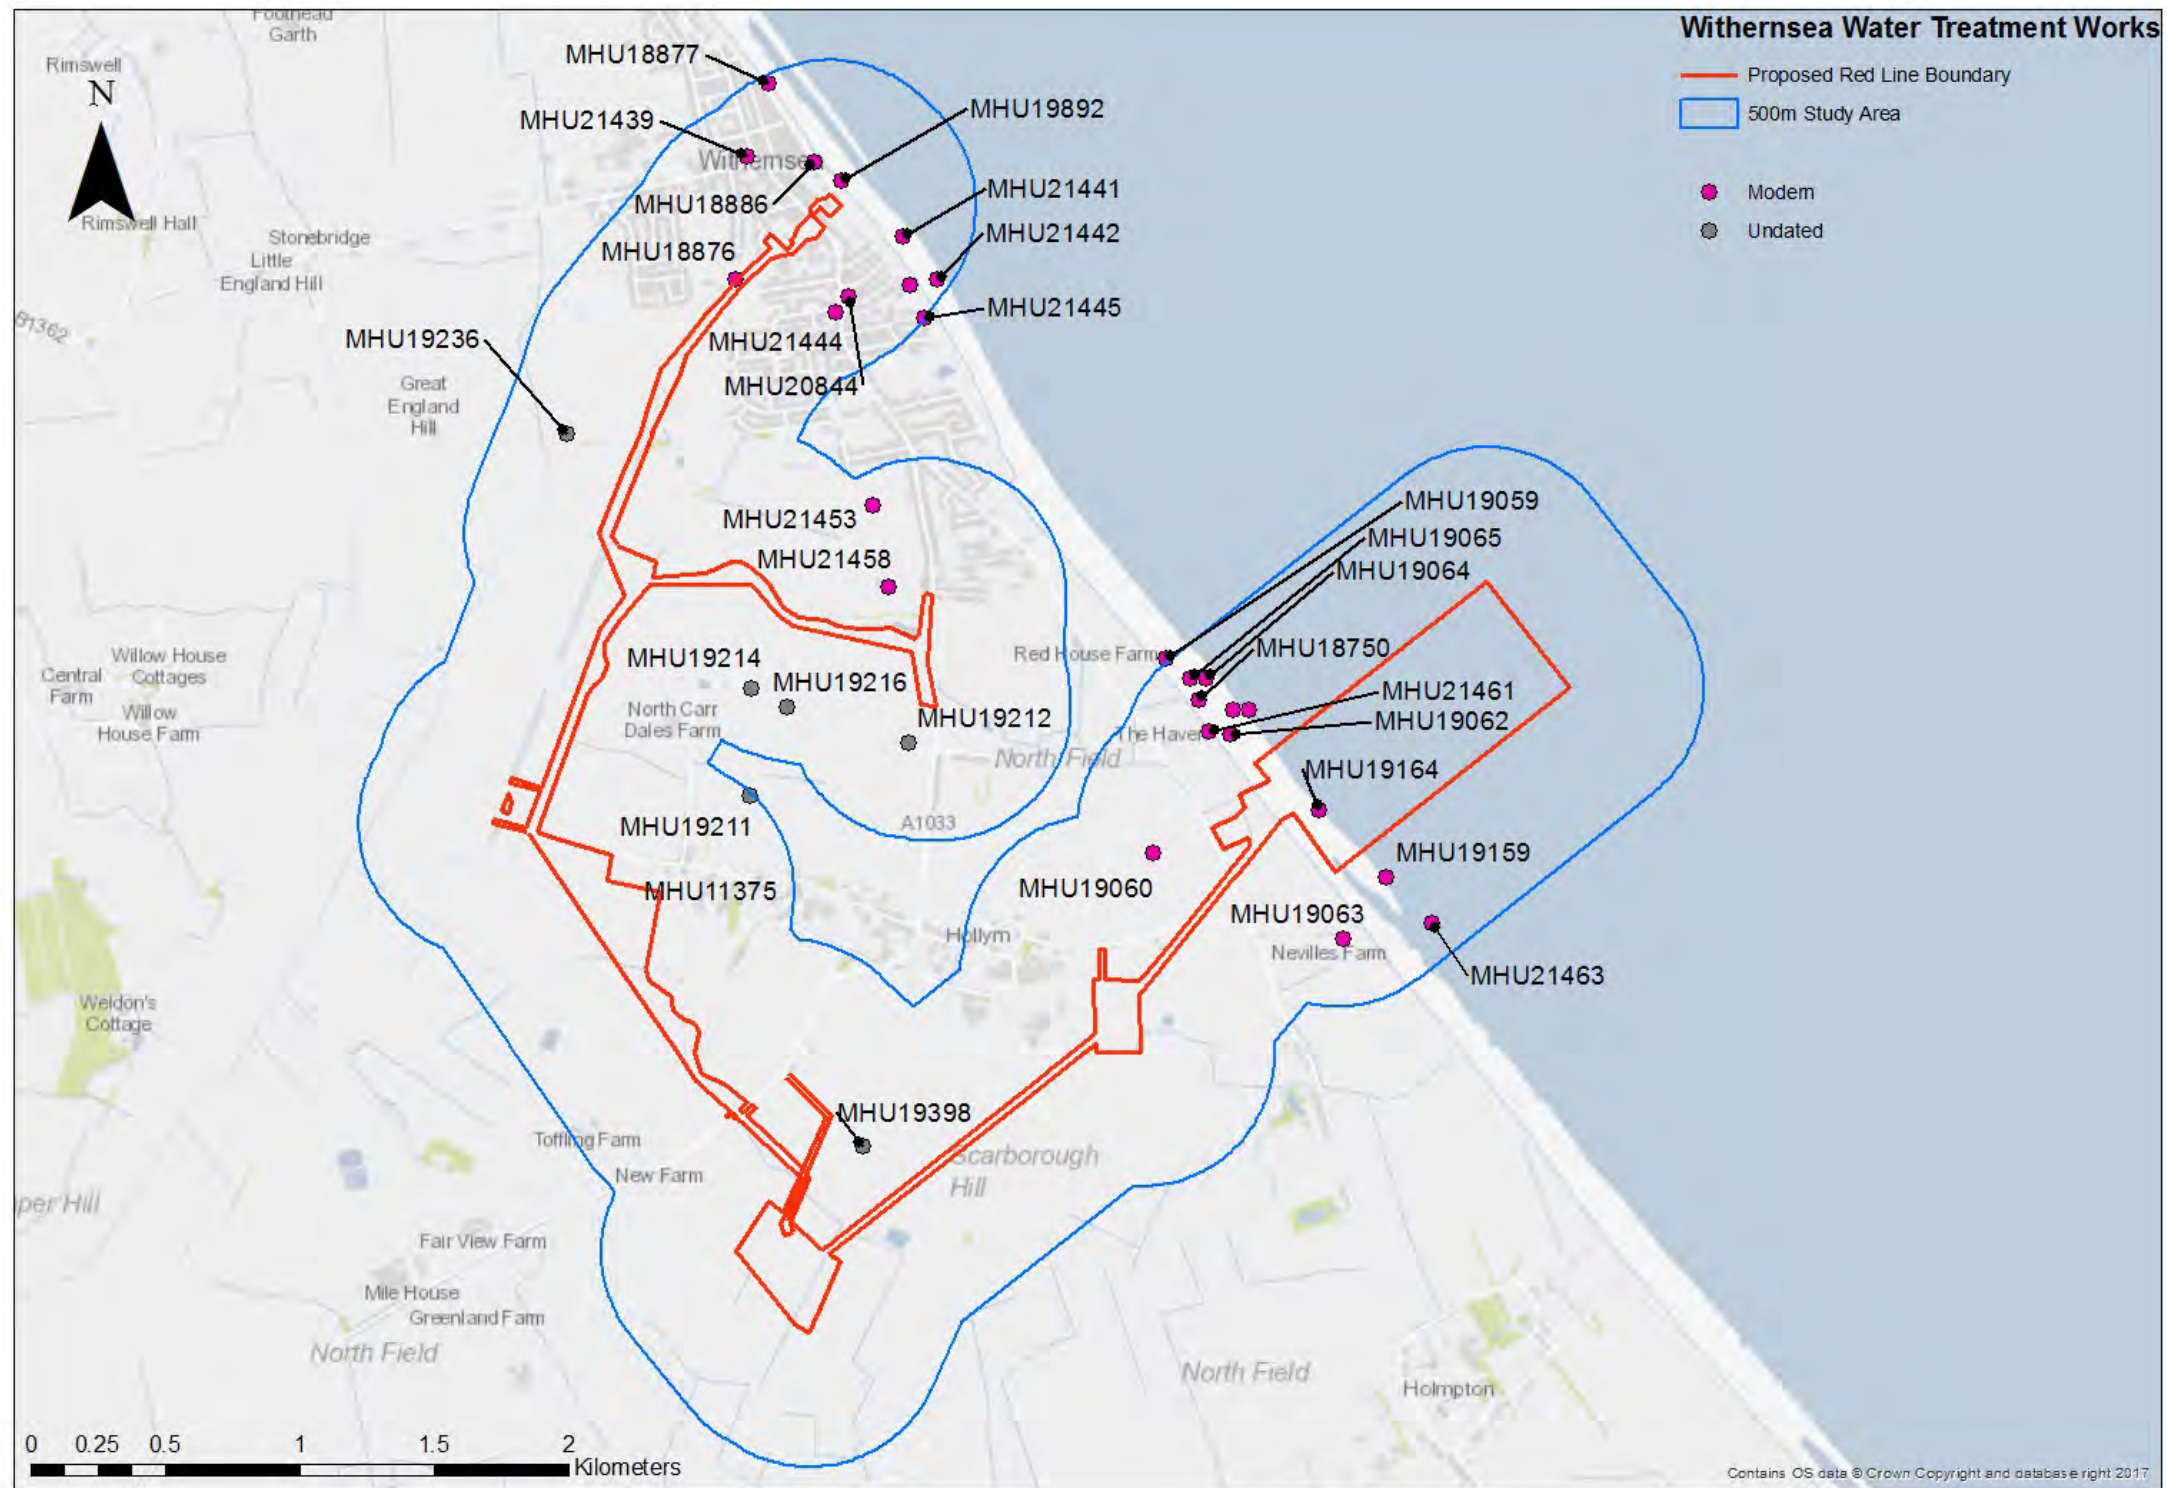 Withernsea Water Treatment Works
Proposed Red Line Boundary
500m Study Area
Modern
Undated
Foothead
Garth
Rimswell
N
MHU18877
MHU19892
MHU21439
Withernsea
MHU21441
MHU18886
Rimswell Hall
MHU21442
Stonebridge
MHU18876
Little
England Hill
MHU21445
B1362
MHU19236
MHU21444
MHU20844
Great
England
Hill
MHU19059
MHU21453
MHU19065
MHU21458
MHU19064
MHU18750
Red House Farm
Willow House
Cottages
Central
Farm
MHU19214
MHU19216
MHU21461
Willow
House Farm
North Carr
Dales Farm
MHU19212
MHU19062
The Haven
North Field
MHU19164
MHU19211
A1033
MHU19159
MHU11375
MHU19060
MHU19063
Hollym
Nevilles Farm
MHU21463
Weldon's
Cottage
MHU19398
Toffling Farm
Scarborough
Hill
New Farm
per Hill
Fair View Farm
Mile House
Greenland Farm
North Field
North Field
Holmpton
0 0.25 0.5 1 1.5 2
Kilometers
Contains OS data © Crown Copyright and database right 2017